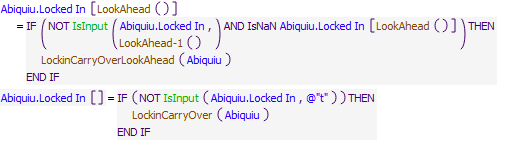 Abiquiu.Locked In [LookAhead ()]
= IF (NOT IsInput (Abiquiu.Locked In , LookAhead-1 ()) AND IsNaN Abiquiu.Locked In [LookAhead ()]) THEN
LockinCarryOverLookAhead (Abiquiu)
END IF
Abiquiu.Locked In [] = IF (NOT IsInput (Abiquiu.Locked In , @"t")) THEN
LockinCarryOver (Abiquiu)
END IF